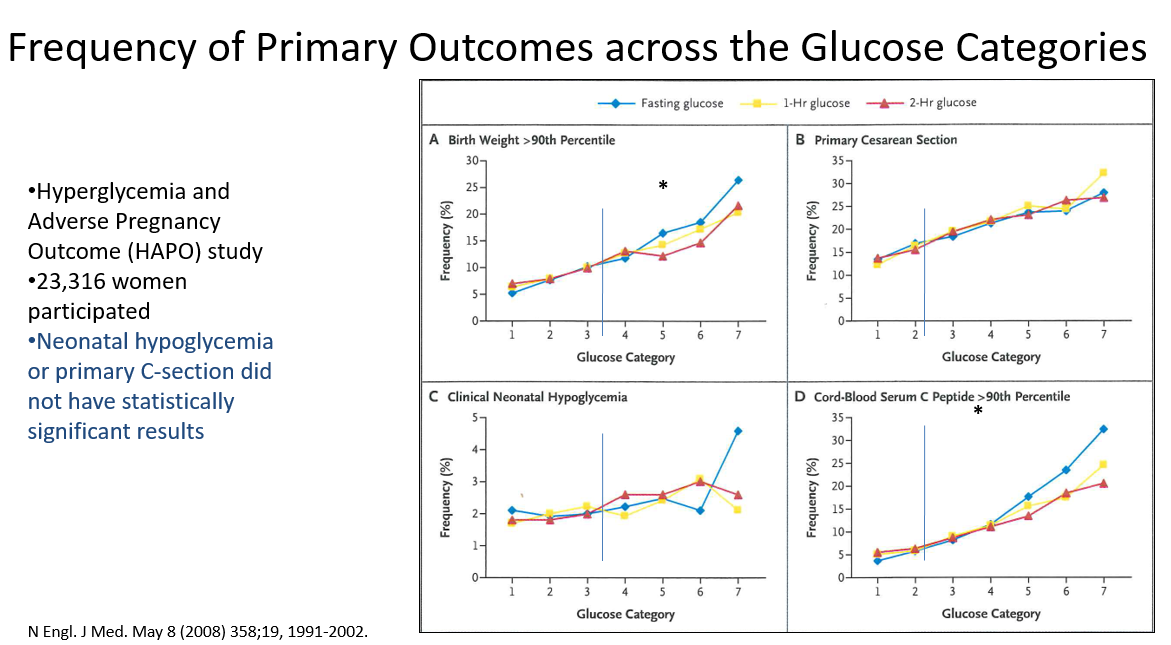 Frequency of Primary Outcomes across the Glucose Categories
•Hyperglycemia and
Adverse Pregnancy
Outcome (HAPO) study
•23,316 women
participated
•Neonatal hypoglycemia
or primary C-section did
not have statistically
significant results
N Engl. J Med. May 8 (2008) 358;19, 1991-2002.
Fasting glucose 1-Hr glucose 2-Hr glucose
A Birth Weight >90th Percentile
*
Frequency (%)
30
25
20
15
10
5
0
1 2 3 4 5 6 7
Glucose Category
B Primary Cesarean Section
Frequency (%)
35
30
25
20
15
10
5
0
1 2 3 4 5 6 7
Glucose Category
C Clinical Neonatal Hypoglycemia
Frequency (%)
5
4
3
2
1
0
1 2 3 4 5 6 7
Glucose Category
D Cord-Blood Serum C Peptide >90th Percentile
*
Frequency (%)
35
30
25
20
15
10
5
0
1 2 3 4 5 6 7
Glucose Category